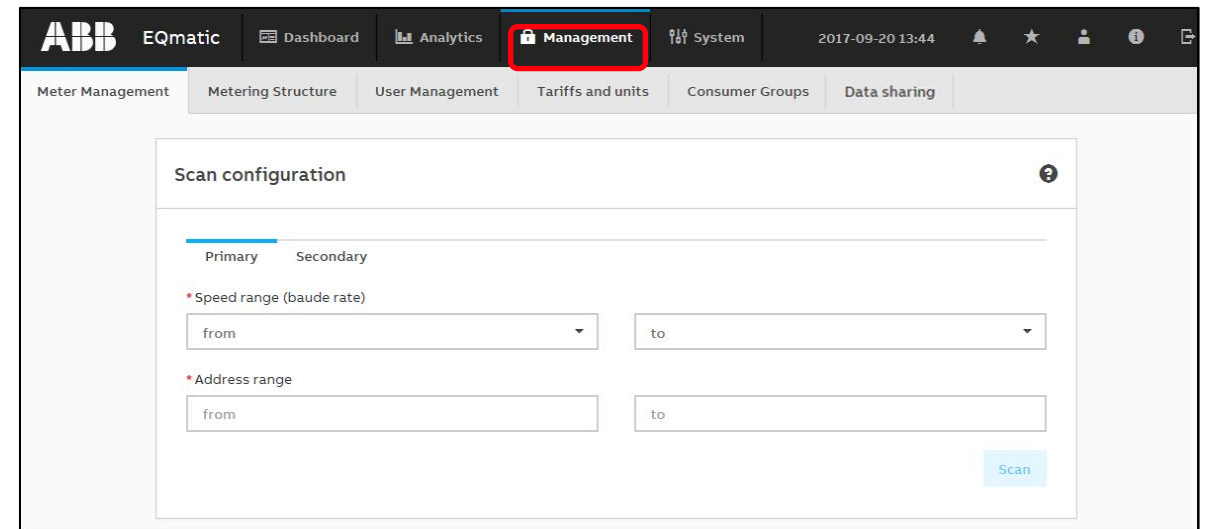 ABB EQmatic Dashboard Analytics Management System 2017-09-20 13:44
Meter Management Metering Structure User Management Tariffs and units Consumer Groups Data sharing
Scan configuration
Primary Secondary
* Speed range (baude rate)
from to
* Address range
from to
Scan